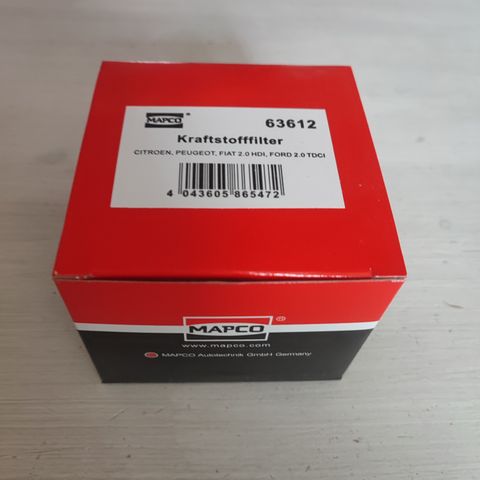 MAPCO ® 63612
Kraftstofffilter
CITROEN, PEUGEOT, FIAT 2.0 HDI, FORD 2.0 TDCI
4 043605 865472
MAPCO ®
www.mapco.com
MAPCO Autotechnik GmbH Germany